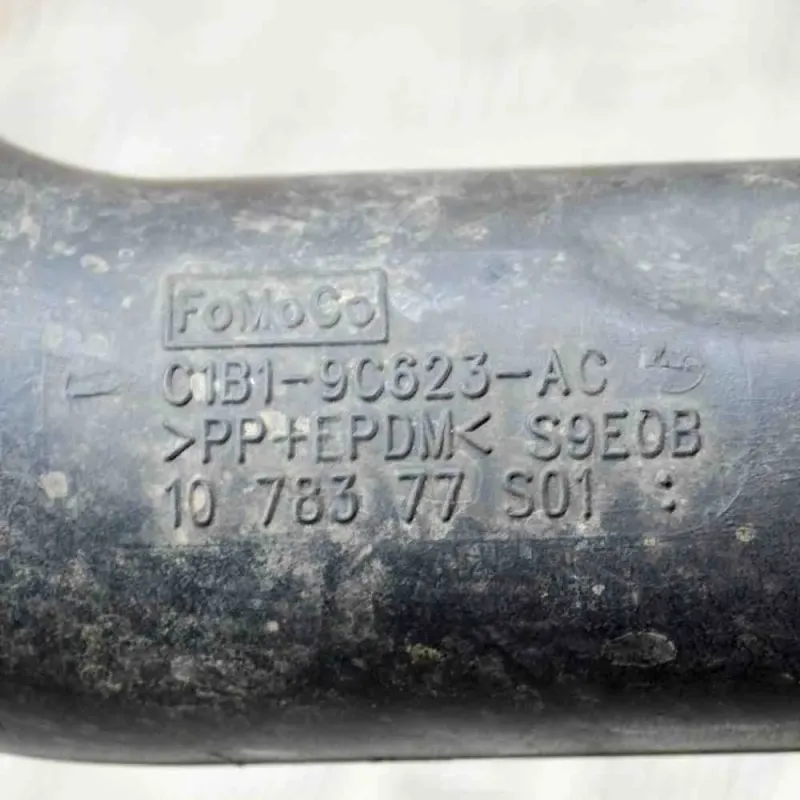 FoMoCo
C1B1-9C623-AC
>PP+EPDM< S9E0B
10 783 77 S01 :